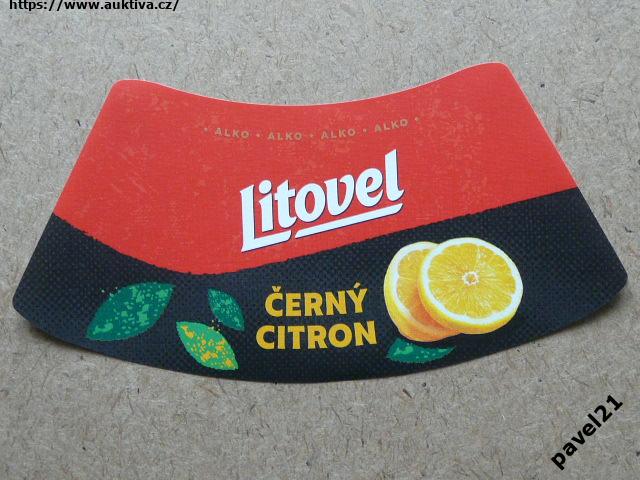 https://www.auktiva.cz/
• ALKO • ALKO • ALKO • ALKO •
Litovel
ČERNÝ
CITRON
pavel21